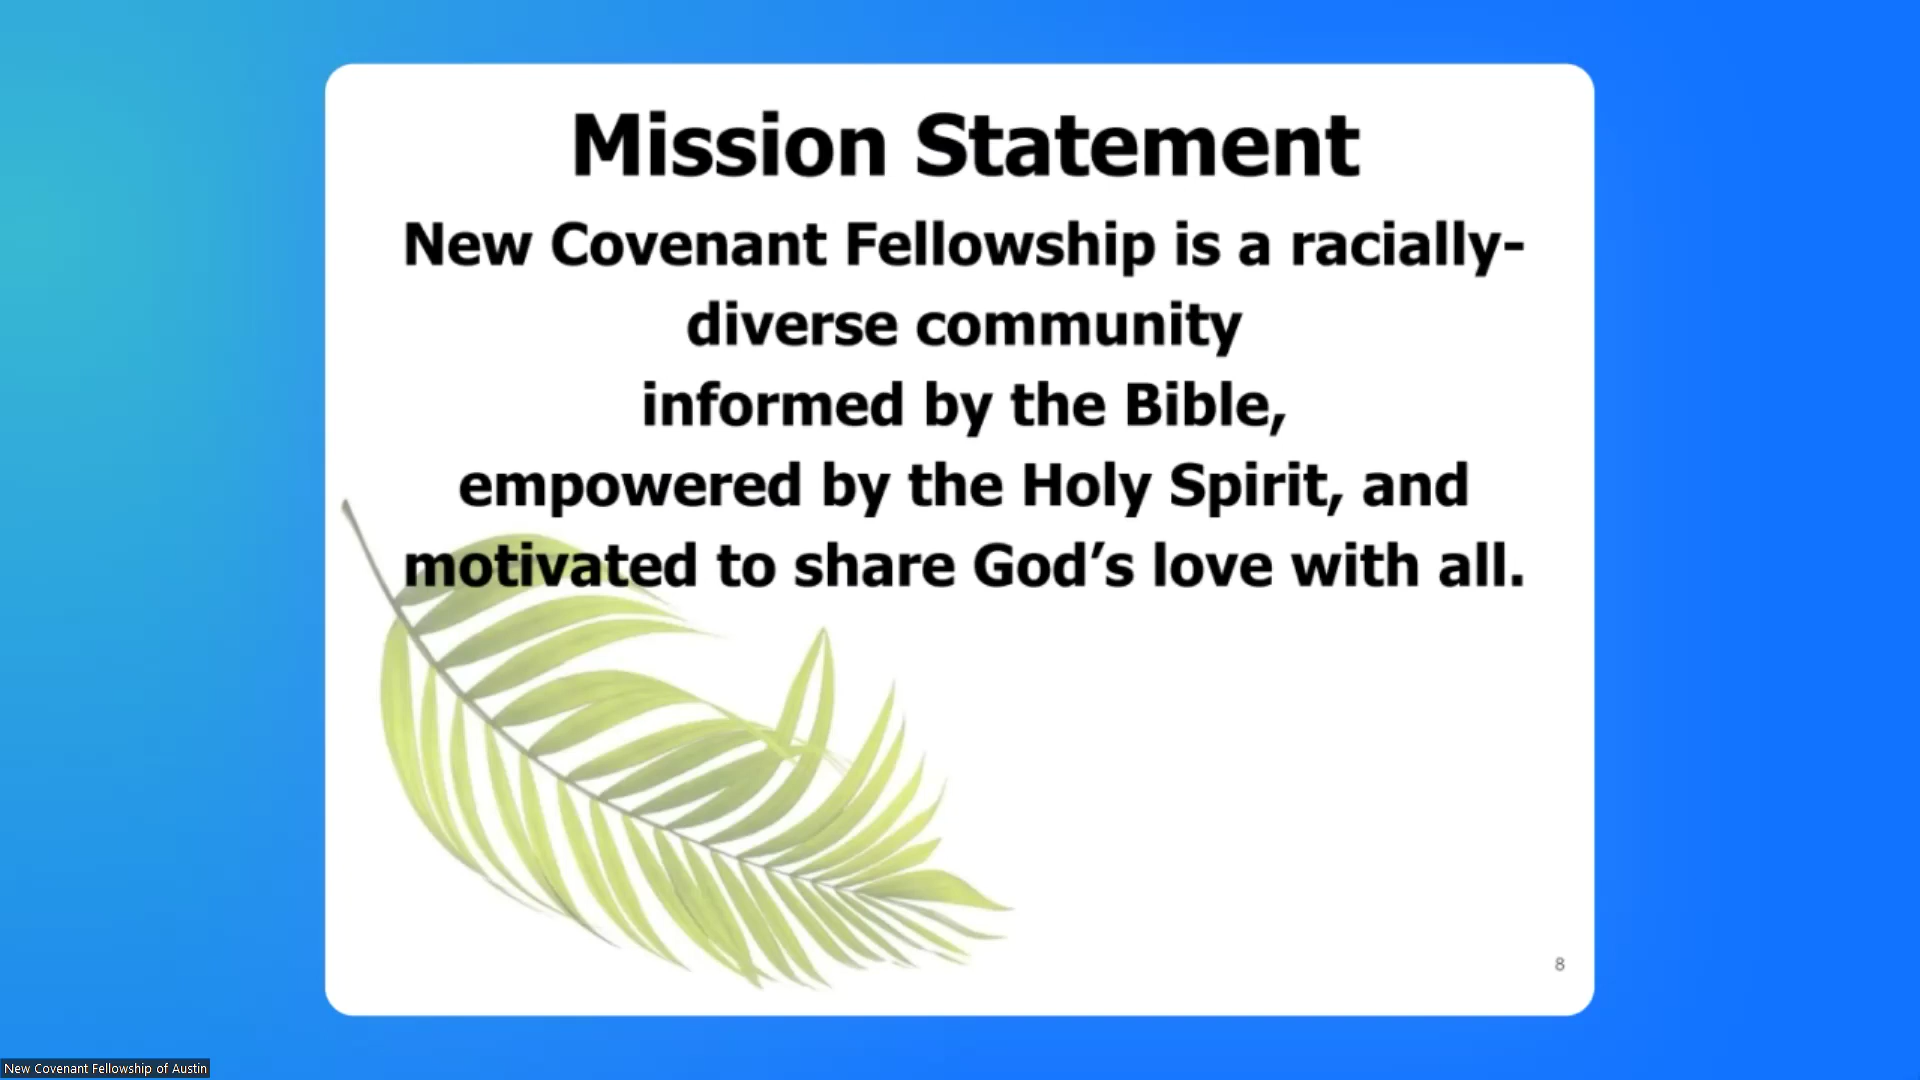 Mission Statement
New Covenant Fellowship is a racially-
diverse community
informed by the Bible,
empowered by the Holy Spirit, and
motivated to share God’s love with all.
8
New Covenant Fellowship of Austin